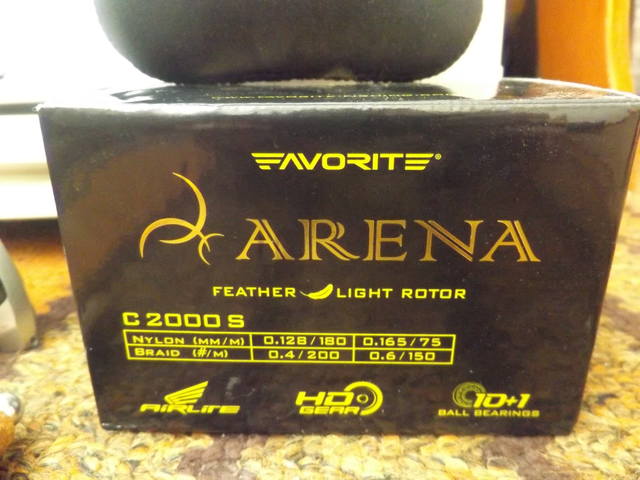 FAVORITE®
ARENA
FEATHER LIGHT ROTOR
C 2000 S
NYLON (MM/M) 0.128/180 0.165/75
BRAID (#/M) 0.4/200 0.6/150
AIRLITE HD GEAR 10+1 BALL BEARINGS